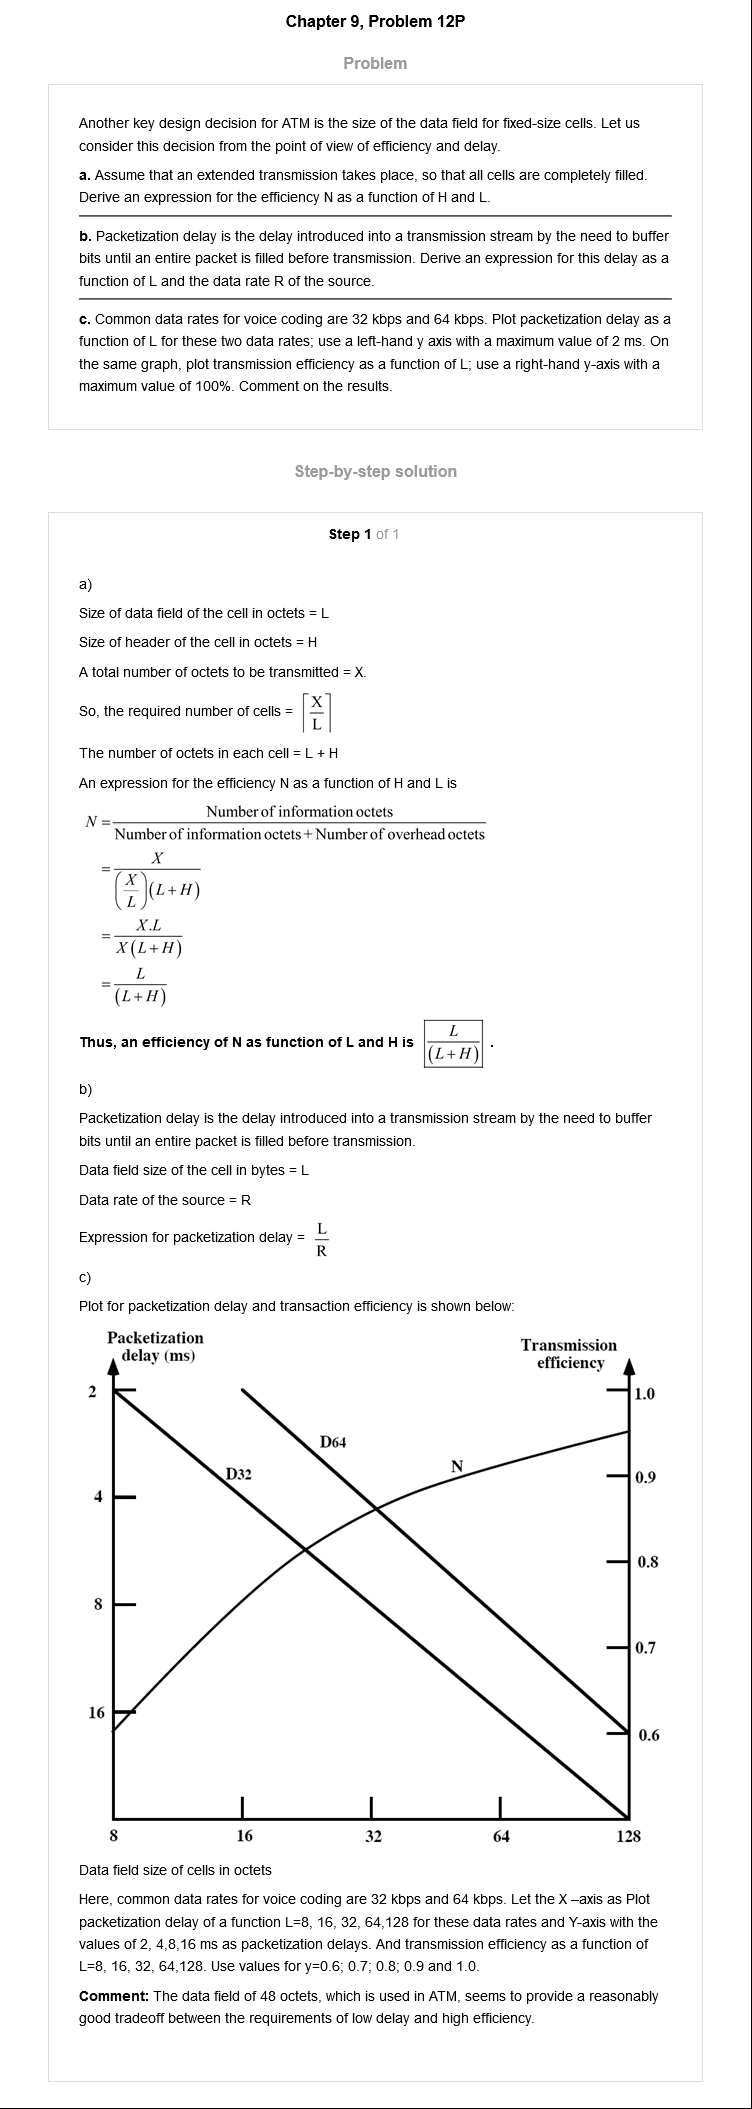 Chapter 9, Problem 12P
Problem
Another key design decision for ATM is the size of the data field for fixed-size cells. Let us
consider this decision from the point of view of efficiency and delay.
a. Assume that an extended transmission takes place, so that all cells are completely filled.
Derive an expression for the efficiency N as a function of H and L.
b. Packetization delay is the delay introduced into a transmission stream by the need to buffer
bits until an entire packet is filled before transmission. Derive an expression for this delay as a
function of L and the data rate R of the source.
c. Common data rates for voice coding are 32 kbps and 64 kbps. Plot packetization delay as a
function of L for these two data rates; use a left-hand y axis with a maximum value of 2 ms. On
the same graph, plot transmission efficiency as a function of L; use a right-hand y-axis with a
maximum value of 100%. Comment on the results.
Step-by-step solution
Step 1 of 1
a)
Size of data field of the cell in octets = L
Size of header of the cell in octets = H
A total number of octets to be transmitted = X.
So, the required number of cells = ⌈X/L⌉
The number of octets in each cell = L + H
An expression for the efficiency N as a function of H and L is
N = Number of information octets / Number of information octets + Number of overhead octets
= X / (X/L)(L+H)
= X.L / X(L+H)
= L / (L+H)
Thus, an efficiency of N as function of L and H is L / (L+H) .
b)
Packetization delay is the delay introduced into a transmission stream by the need to buffer
bits until an entire packet is filled before transmission.
Data field size of the cell in bytes = L
Data rate of the source = R
Expression for packetization delay = L/R
c)
Plot for packetization delay and transaction efficiency is shown below:
Packetization
delay (ms)
Transmission
efficiency
2
1.0
D64
N
D32
0.9
4
0.8
8
0.7
16
0.6
8 16 32 64 128
Data field size of cells in octets
Here, common data rates for voice coding are 32 kbps and 64 kbps. Let the X –axis as Plot
packetization delay of a function L=8, 16, 32, 64,128 for these data rates and Y-axis with the
values of 2, 4,8,16 ms as packetization delays. And transmission efficiency as a function of
L=8, 16, 32, 64,128. Use values for y=0.6; 0.7; 0.8; 0.9 and 1.0.
Comment: The data field of 48 octets, which is used in ATM, seems to provide a reasonably
good tradeoff between the requirements of low delay and high efficiency.